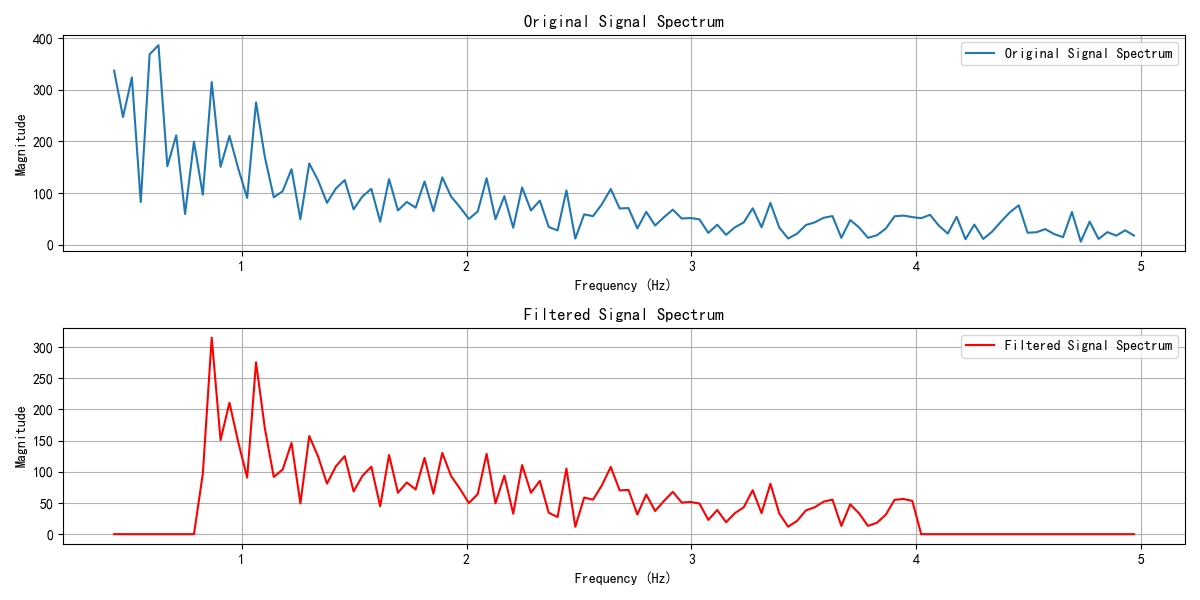 Original Signal Spectrum
400
300
200
100
0
Magnitude
Original Signal Spectrum
1
2
3
4
5
Frequency (Hz)
Filtered Signal Spectrum
300
250
200
150
100
50
0
Magnitude
Filtered Signal Spectrum
1
2
3
4
5
Frequency (Hz)